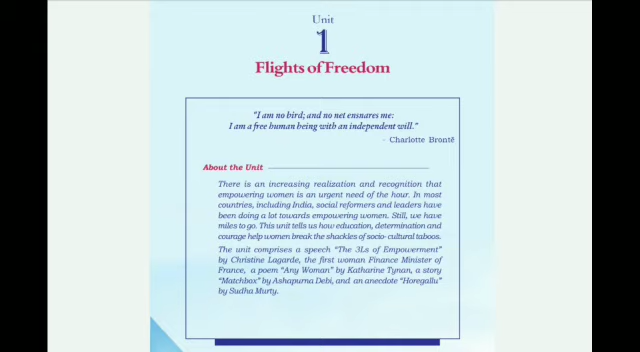 Unit
1
Flights of Freedom
"I am no bird; and no net ensnares me:
I am a free human being with an independent will."
- Charlotte Brontë
About the Unit
There is an increasing realization and recognition that
empowering women is an urgent need of the hour. In most
countries, including India, social reformers and leaders have
been doing a lot towards empowering women. Still, we have
miles to go. This unit tells us how education, determination and
courage help women break the shackles of socio- cultural taboos.
The unit comprises a speech "The 3Ls of Empowerment"
by Christine Lagarde, the first woman Finance Minister of
France, a poem "Any Woman" by Katharine Tynan, a story
"Matchbox" by Ashapurna Debi, and an anecdote "Horegallu"
by Sudha Murty.